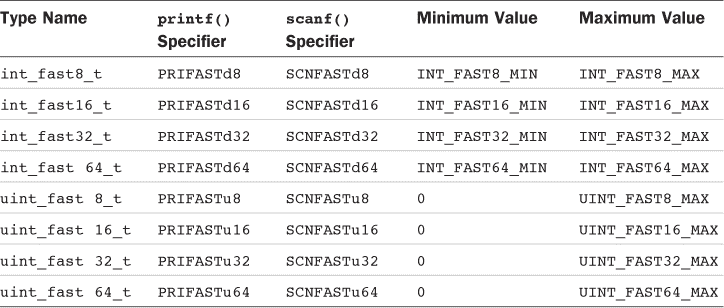 Type Name printf() scanf() Minimum Value Maximum Value
Specifier Specifier
int_fast8_t PRIFASTd8 SCNFASTd8 INT_FAST8_MIN INT_FAST8_MAX
int_fast16_t PRIFASTd16 SCNFASTd16 INT_FAST16_MIN INT_FAST16_MAX
int_fast32_t PRIFASTd32 SCNFASTd32 INT_FAST32_MIN INT_FAST32_MAX
int_fast 64_t PRIFASTd64 SCNFASTd64 INT_FAST64_MIN INT_FAST64_MAX
uint_fast 8_t PRIFASTu8 SCNFASTu8 0 UINT_FAST8_MAX
uint_fast 16_t PRIFASTu16 SCNFASTu16 0 UINT_FAST16_MAX
uint_fast 32_t PRIFASTu32 SCNFASTu32 0 UINT_FAST32_MAX
uint_fast 64_t PRIFASTu64 SCNFASTu64 0 UINT_FAST64_MAX